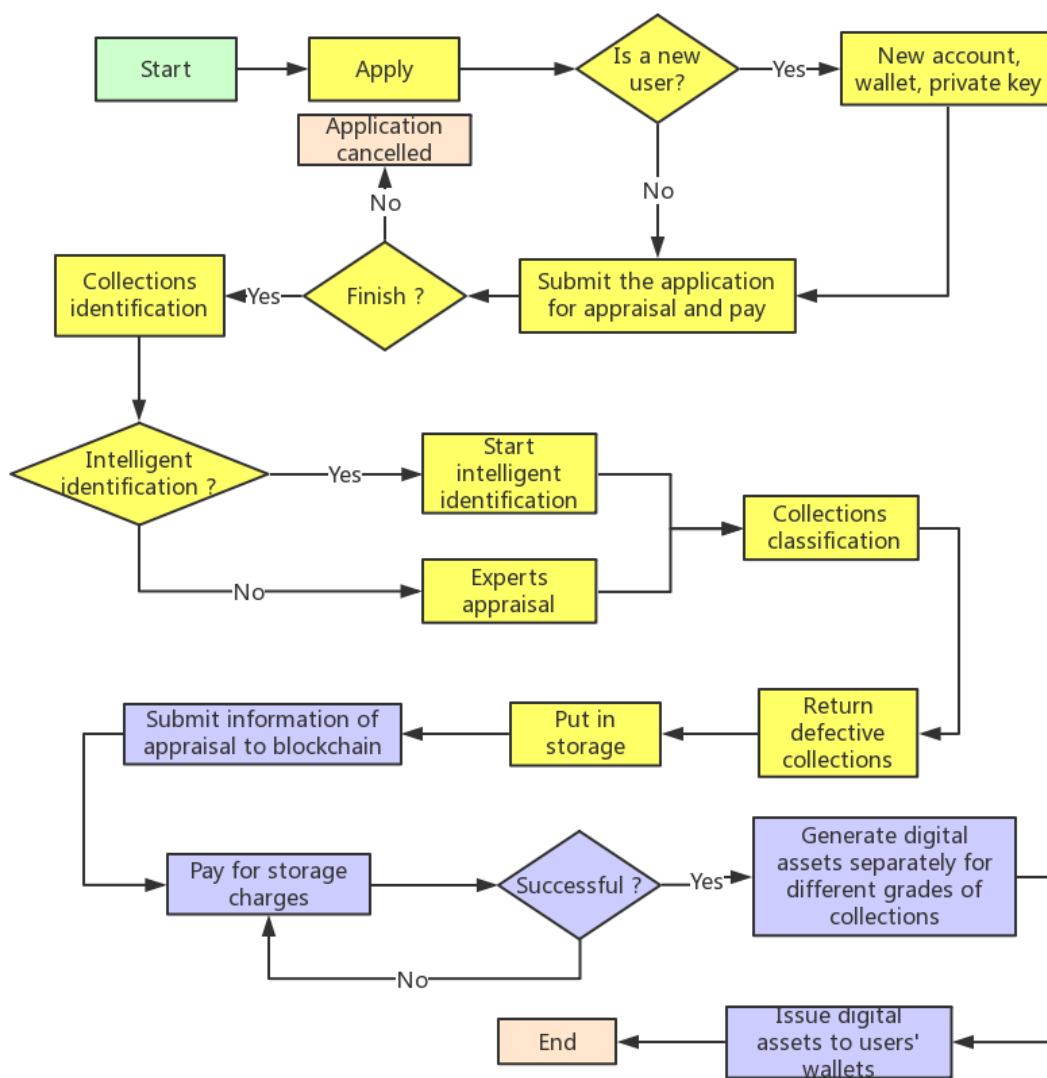 Start
Apply
Is a new
user?
Yes
New account,
wallet, private key
Application
cancelled
No
No
Collections
identification
Yes
Finish ?
Submit the application
for appraisal and pay
Intelligent
identification ?
Yes
Start
intelligent
identification
Collections
classification
No
Experts
appraisal
Submit information of
appraisal to blockchain
Put in
storage
Return
defective
collections
Pay for storage
charges
Successful ?
Yes
Generate digital
assets separately for
different grades of
collections
No
End
Issue digital
assets to users'
wallets